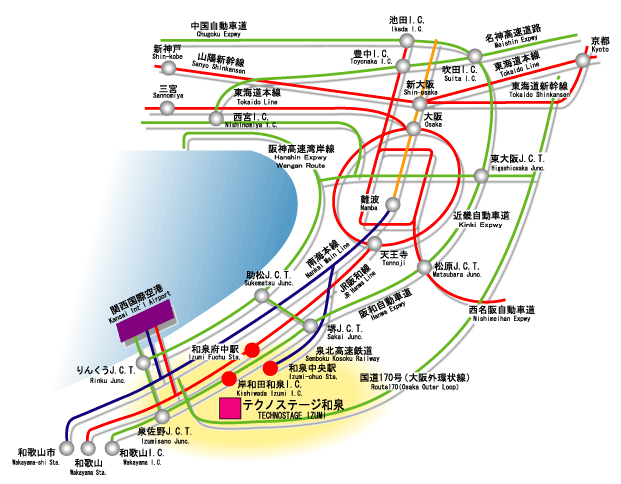 中国自動車道
Chugoku Expwy
池田I.C.
Ikeda I.C.
名神高速道路
Meishin Expwy
京都
Kyoto
新神戸
Shin-kobe
山陽新幹線
Sanyo Shinkansen
豊中I.C.
Toyonaka I.C.
吹田I.C.
Suita I.C.
東海道本線
Tokaido Line
三宮
Sannomiya
東海道本線
Tokaido Line
新大阪
Shin-osaka
東海道新幹線
Tokaido Shinkansen
西宮I.C.
Nishinomiya I.C.
大阪
Osaka
阪神高速湾岸線
Hanshin Expwy
Wangan Route
東大阪J.C.T.
Higashiosaka Junc.
難波
Nanba
近畿自動車道
Kinki Expwy
南海本線
Nankai Main Line
天王寺
Tennoji
助松J.C.T.
Sukematsu Junc.
JR阪和線
JR Hanwa Line
松原J.C.T.
Matsubara Junc.
関西国際空港
Kansai Int'l Airport
阪和自動車道
Hanwa Expwy
西名阪自動車道
Nishimeihan Expwy
堺J.C.T.
Sakai Junc.
和泉府中駅
Izumi Fuchu Sta.
泉北高速鉄道
Semboku Kosoku Railway
りんくうJ.C.T.
Rinku Junc.
和泉中央駅
Izumi-chuo Sta.
岸和田和泉I.C.
Kishiwada Izumi I.C.
国道170号(大阪外環状線)
Route170(Osaka Outer Loop)
テクノステージ和泉
TECHNOSTAGE IZUMI
泉佐野J.C.T.
Izumisano Junc.
和歌山市
Wakayama-shi Sta.
和歌山
Wakayama Sta.
和歌山I.C.
Wakayama I.C.